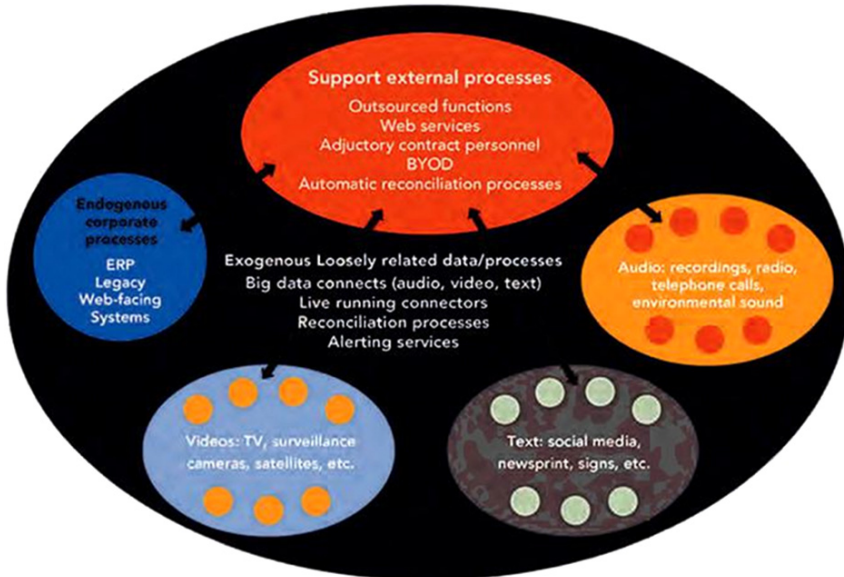 Support external processes
Outsourced functions
Web services
Adjuctory contract personnel
BYOD
Automatic reconciliation processes
Endogenous
corporate
processes
ERP
Legacy
Web-facing
Systems
Exogenous Loosely related data/processes
Big data connects (audio, video, text)
Live running connectors
Reconciliation processes
Alerting services
Audio: recordings, radio,
telephone calls,
environmental sound
Videos: TV, surveillance
cameras, satellites, etc.
Text: social media,
newsprint, signs, etc.